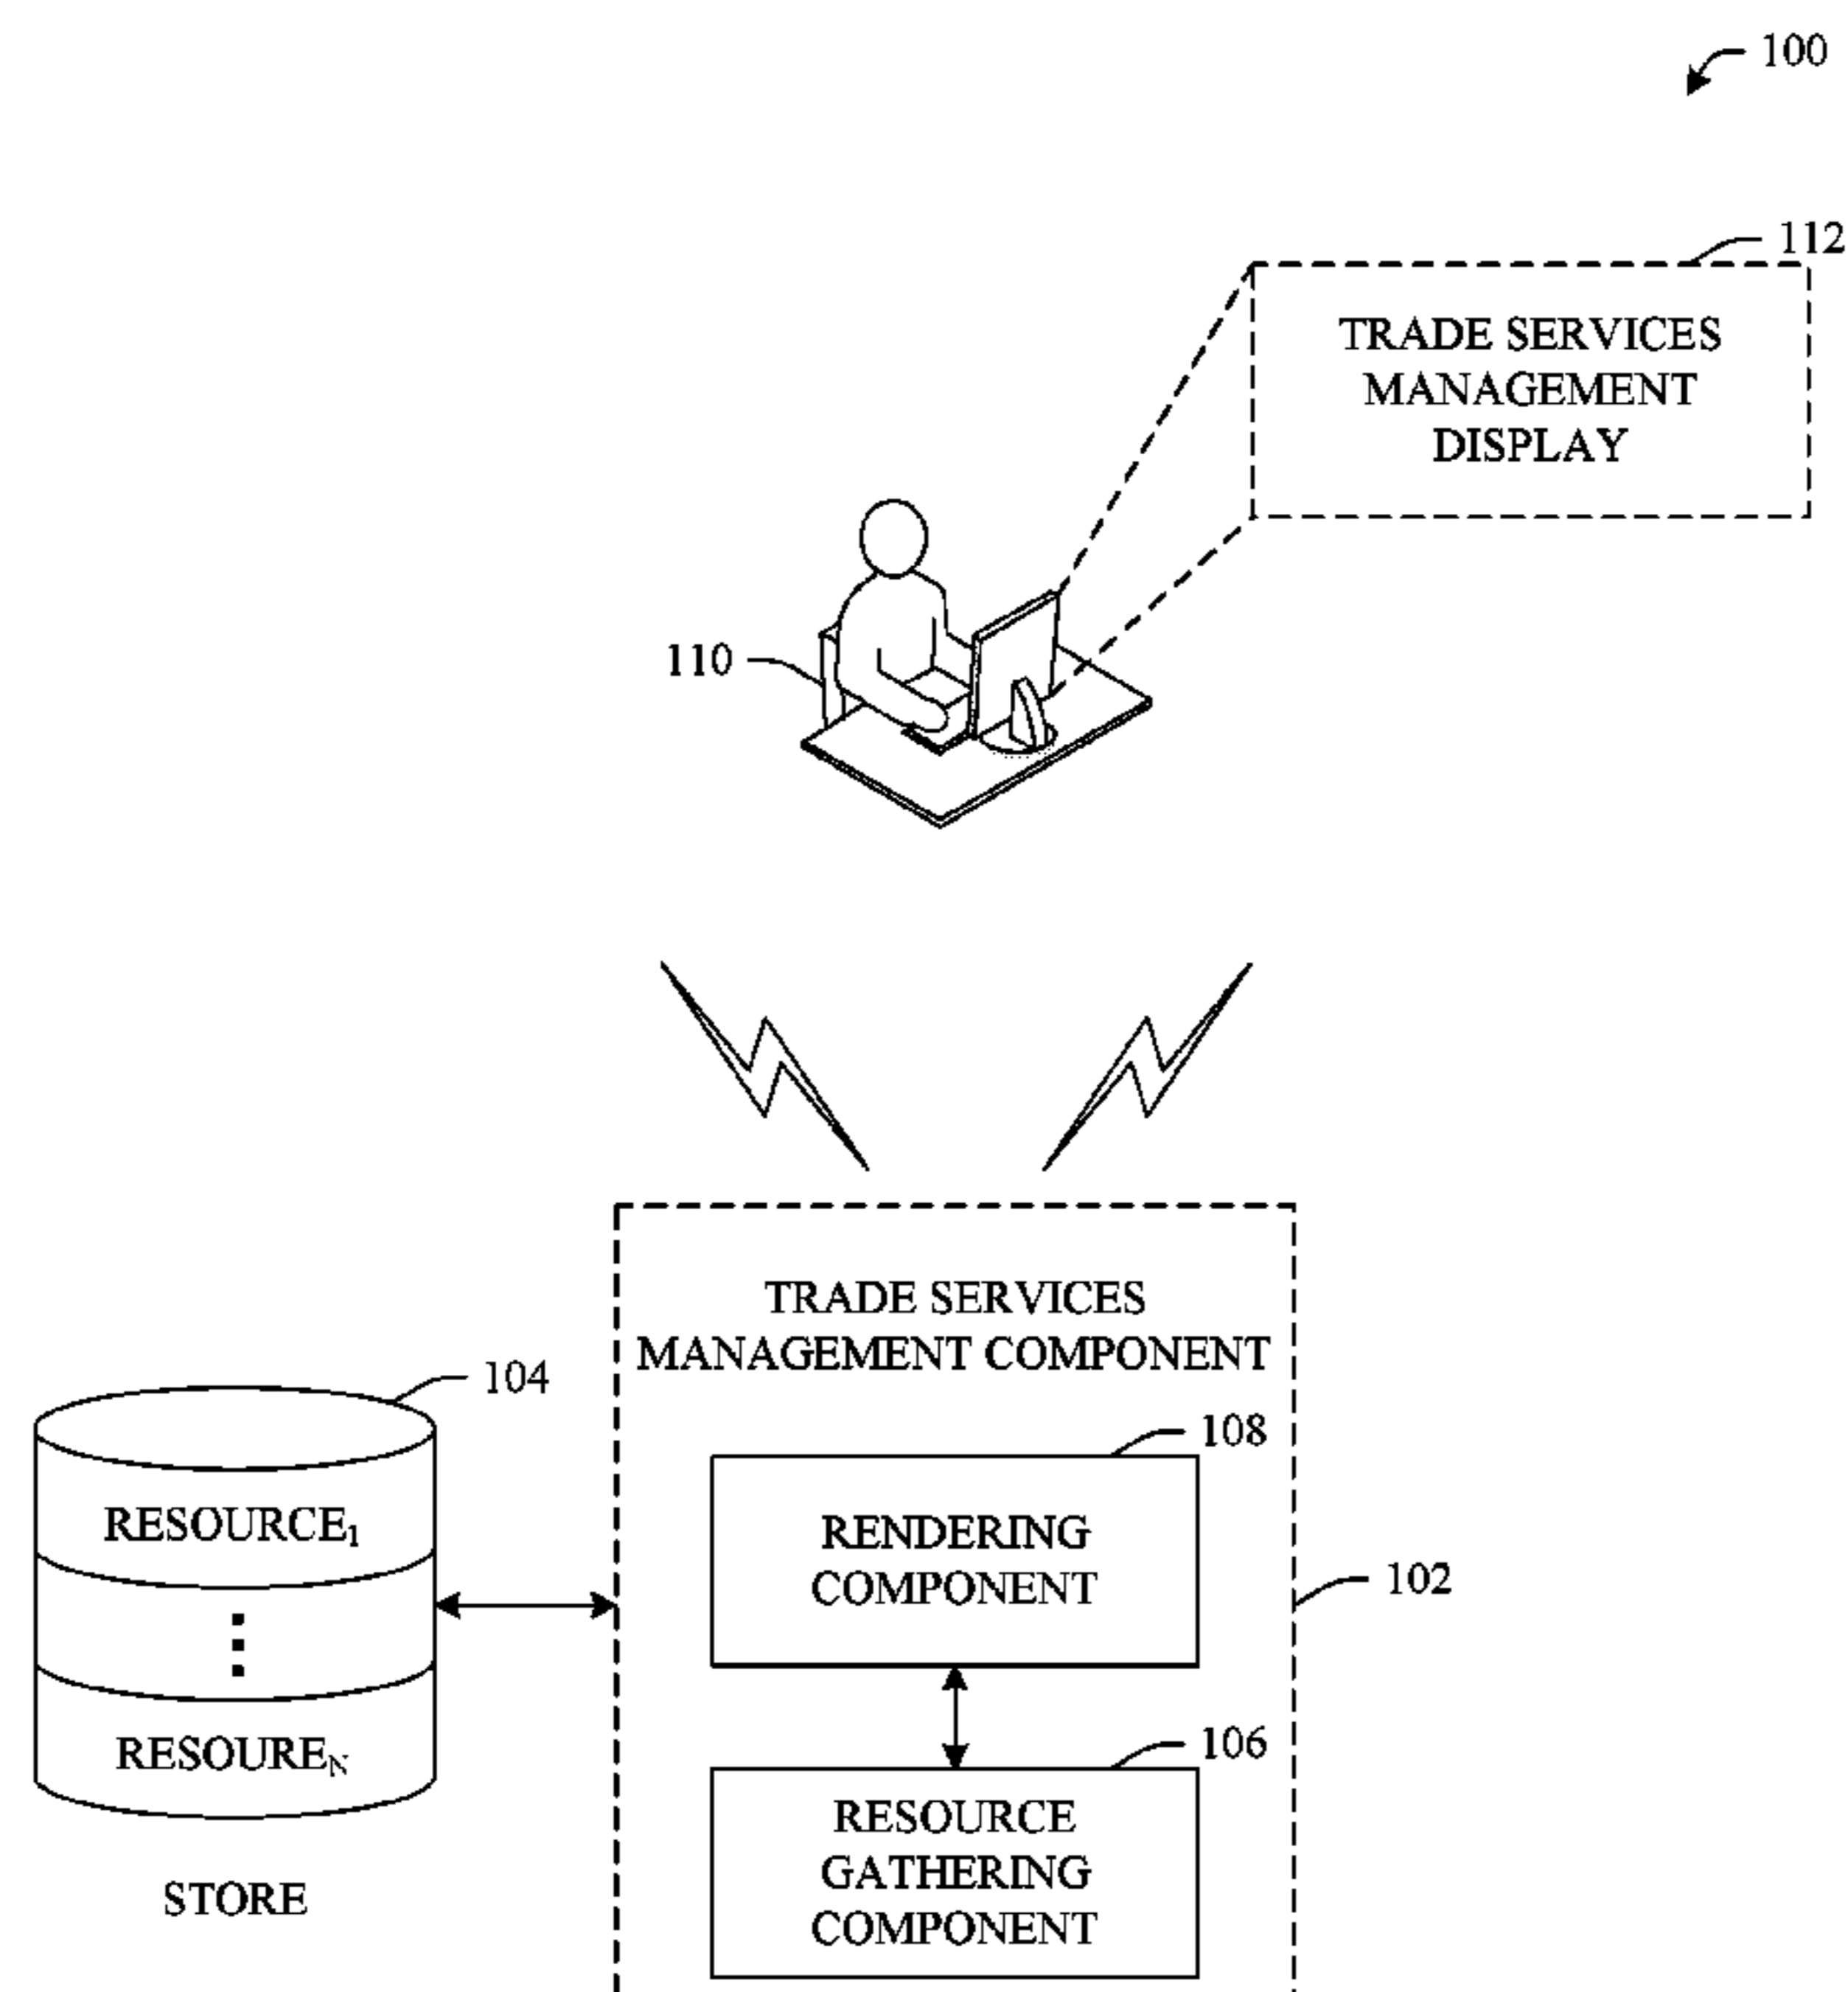 100
112
TRADE SERVICES
MANAGEMENT
DISPLAY
110
TRADE SERVICES
MANAGEMENT COMPONENT
104
108
RESOURCE1
RENDERING
COMPONENT
102
RESOUREN
106
RESOURCE
GATHERING
COMPONENT
STORE